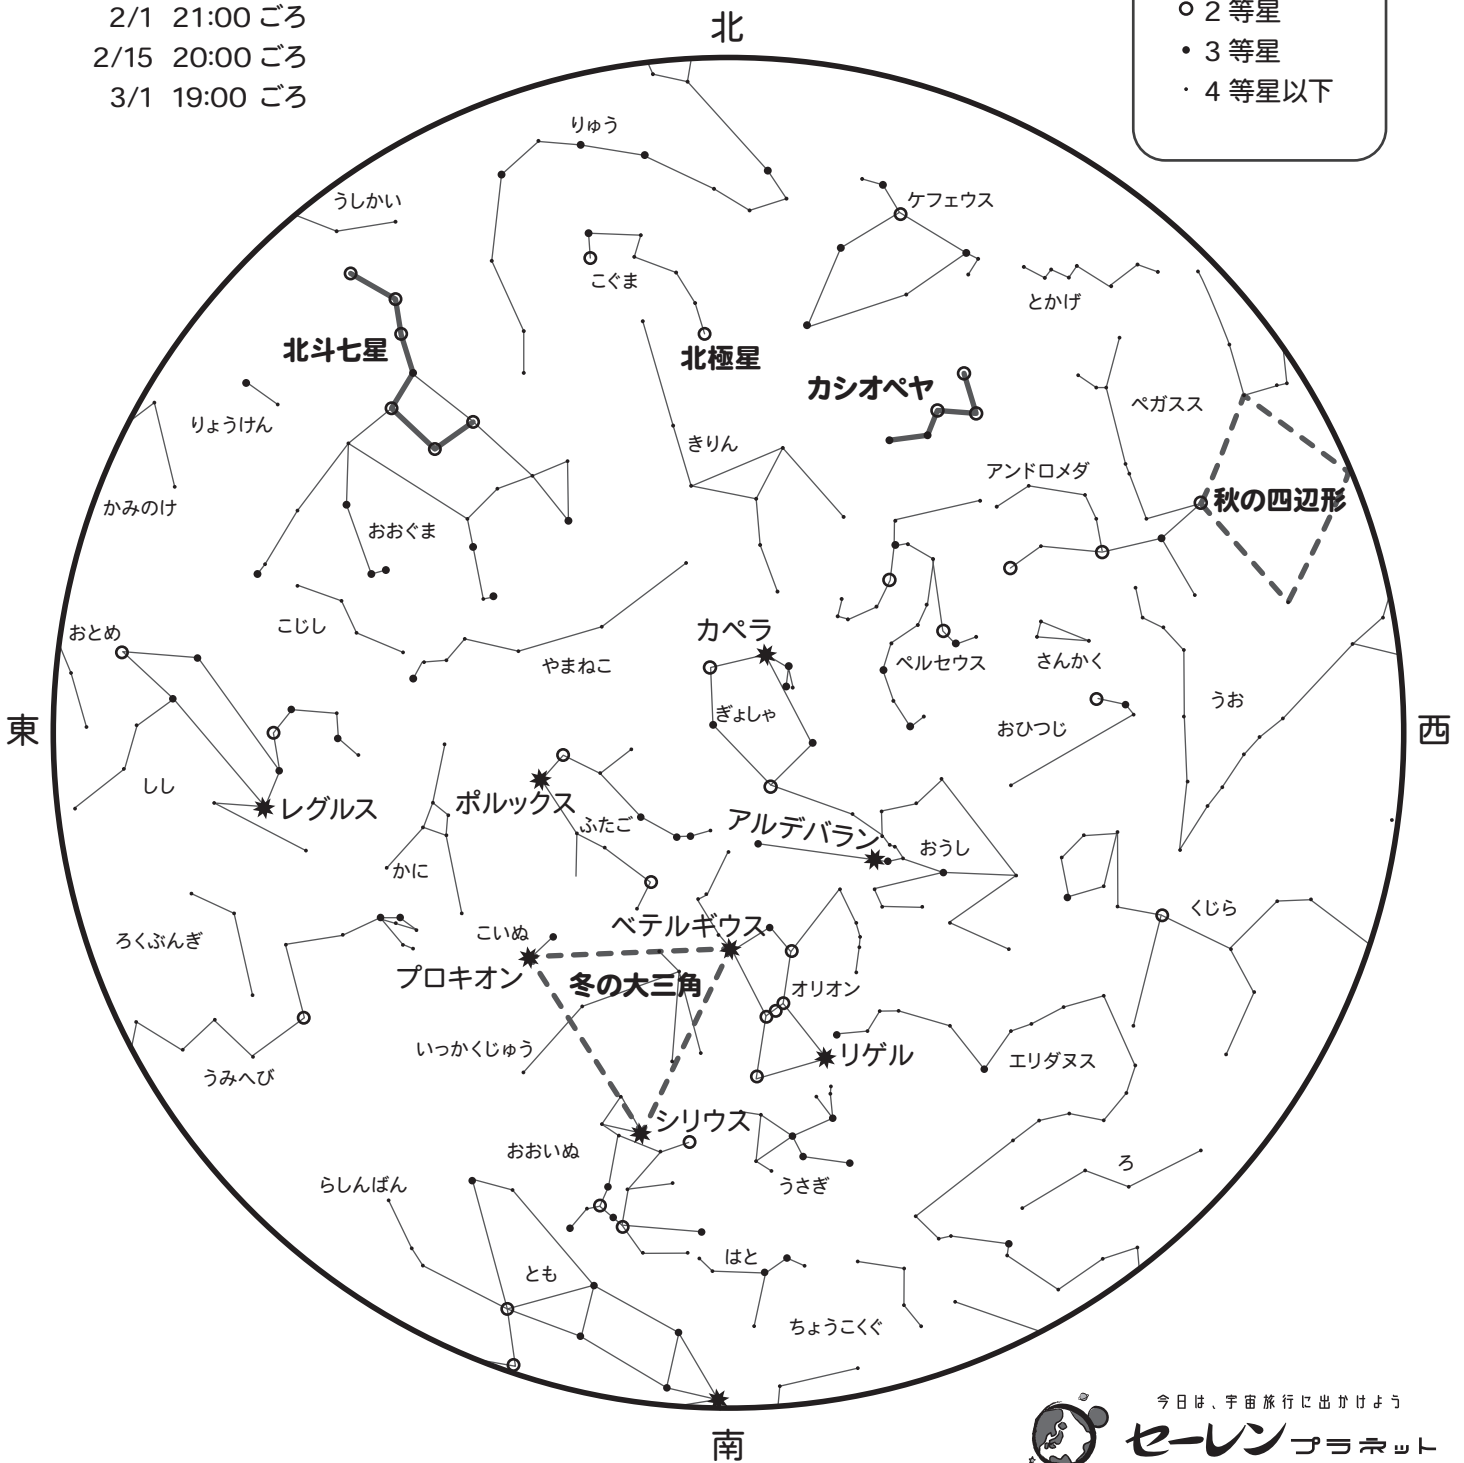 2/1 21:00 ごろ
2/15 20:00 ごろ
3/1 19:00 ごろ
北
2 等星
3 等星
4 等星以下
りゅう
うしかい
ケフェウス
こぐま
とかげ
北斗七星
北極星
カシオペヤ
ペガスス
りょうけん
きりん
アンドロメダ
かみのけ
おおぐま
秋の四辺形
こじし
おとめ
カペラ
やまねこ
ペルセウス
さんかく
東
ぎょしゃ
おひつじ
うお
西
しし
レグルス
ポルックス
ふたご
アルデバラン
おうし
かに
くじら
ろくぶんぎ
こいぬ
ベテルギウス
プロキオン
冬の大三角
オリオン
いっかくじゅう
リゲル
エリダヌス
うみへび
シリウス
おおいぬ
うさぎ
ろ
らしんばん
とも
はと
ちょうこくぐ
南
今日は、宇宙旅行に出かけよう
セーレンプラネット